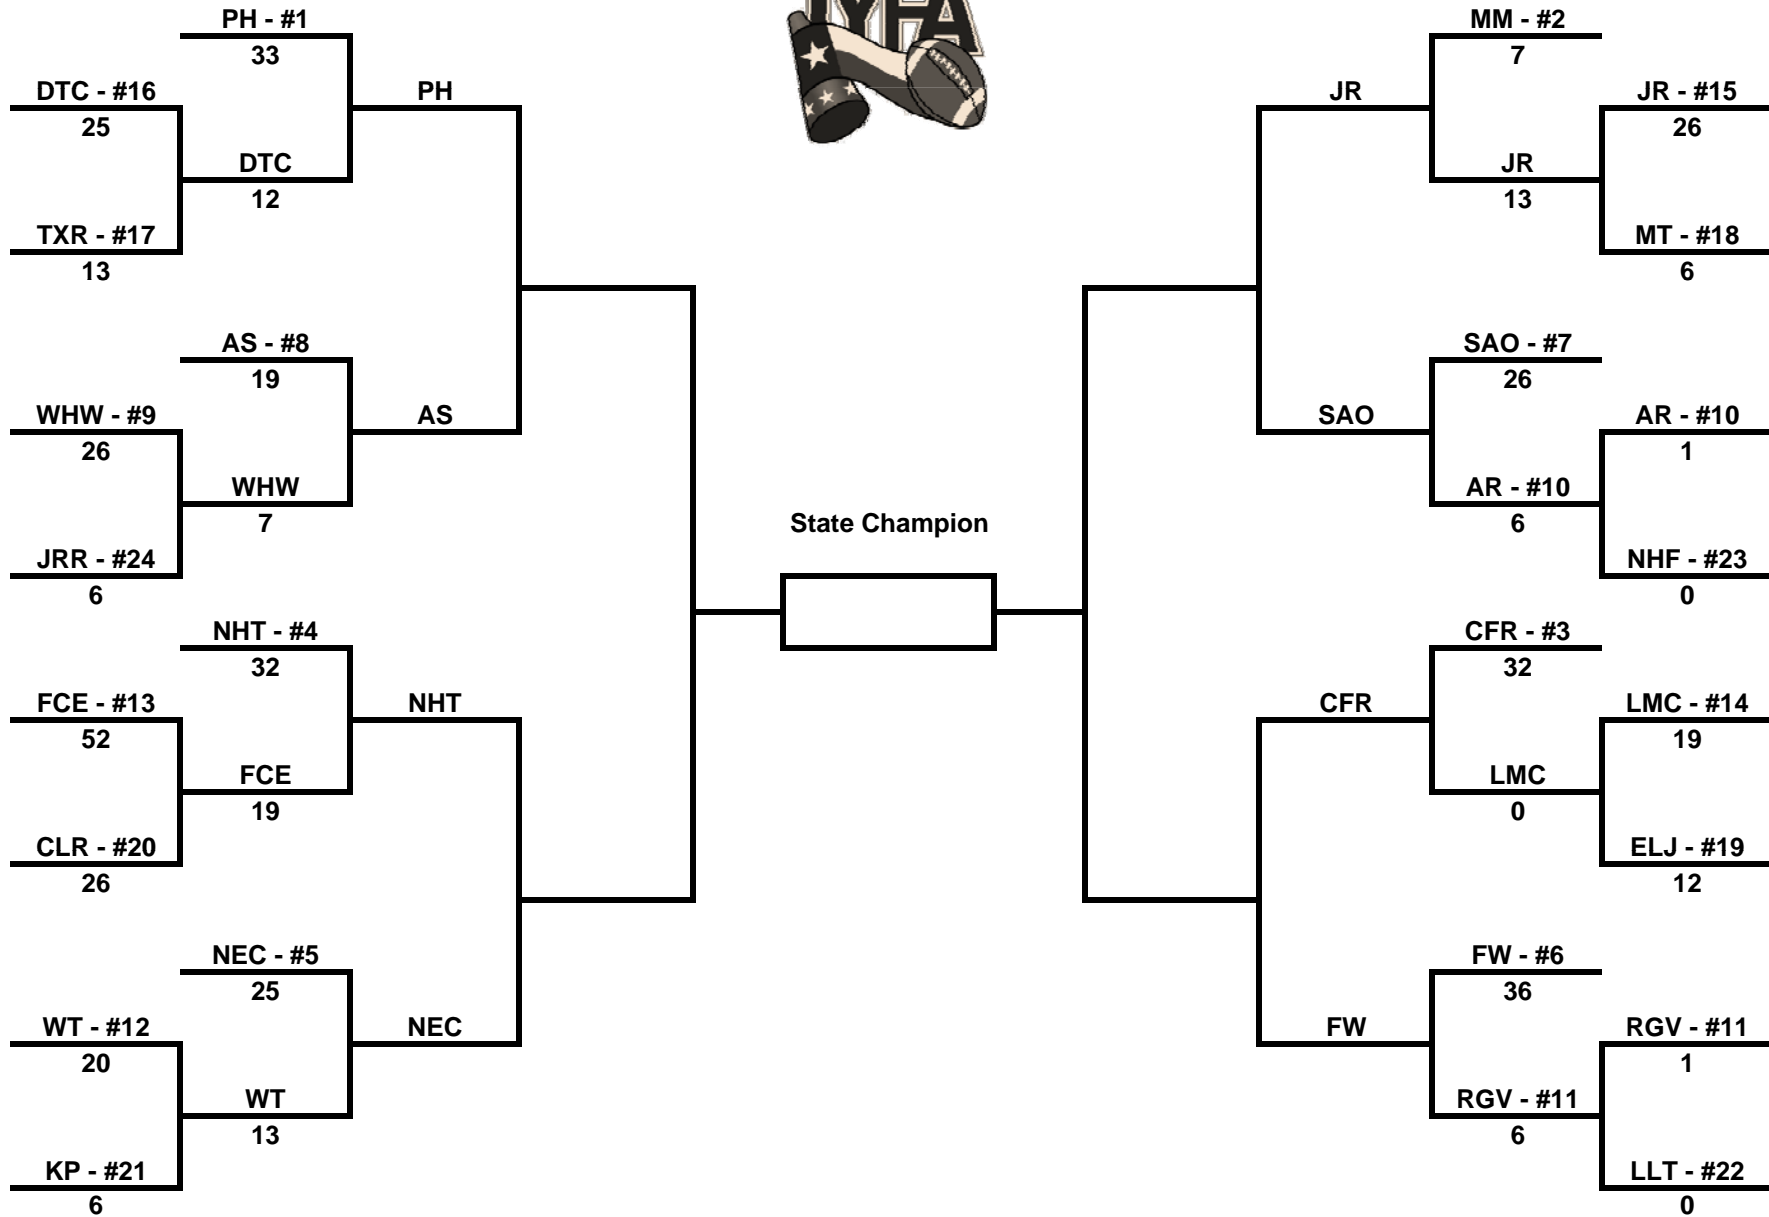 TYFA
PH - #1
33
DTC - #16
25
PH
DTC
12
TXR - #17
13
AS - #8
19
WHW - #9
26
AS
WHW
7
JRR - #24
6
NHT - #4
32
FCE - #13
52
NHT
FCE
19
CLR - #20
26
NEC - #5
25
WT - #12
20
NEC
WT
13
KP - #21
6
State Champion
MM - #2
7
JR
JR - #15
26
JR
13
MT - #18
6
SAO - #7
26
SAO
AR - #10
1
AR - #10
6
NHF - #23
0
CFR - #3
32
CFR
LMC - #14
19
LMC
0
ELJ - #19
12
FW - #6
36
FW
RGV - #11
1
RGV - #11
6
LLT - #22
0